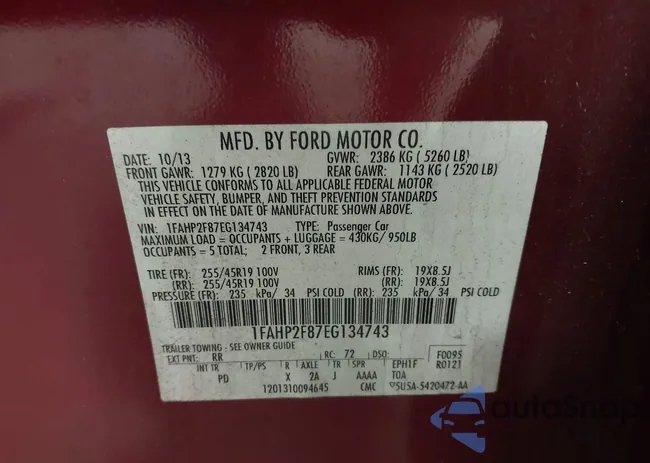 MFD. BY FORD MOTOR CO.
DATE: 10/13 GVWR: 2386 KG ( 5260 LB)
FRONT GAWR: 1279 KG ( 2820 LB) REAR GAWR: 1143 KG ( 2520 LB)
THIS VEHICLE CONFORMS TO ALL APPLICABLE FEDERAL MOTOR
VEHICLE SAFETY, BUMPER, AND THEFT PREVENTION STANDARDS
IN EFFECT ON THE DATE OF MANUFACTURE SHOWN ABOVE.
VIN: 1FAHP2F87EG134743 TYPE: Passenger Car
MAXIMUM LOAD = OCCUPANTS + LUGGAGE = 430KG/ 950LB
OCCUPANTS = 5 TOTAL; 2 FRONT, 3 REAR
TIRE (FR): 255/45R19 100V RIMS (FR): 19X8.5J
(RR): 255/45R19 100V (RR): 19X8.5J
PRESSURE (FR): 235 kPa/ 34 PSI COLD (RR): 235 kPa/ 34 PSI COLD
1FAHP2F87EG134743
TRAILER TOWING - SEE OWNER GUIDE
EXT PNT: RR RC: 72 DSO: F0095
WB INT TR TP/PS R AXLE TR SPR EPH1F R0121
PD X 2A J AAAA TOA
1201310094645 CMC 5U5A-5420472-AA
autoSnap